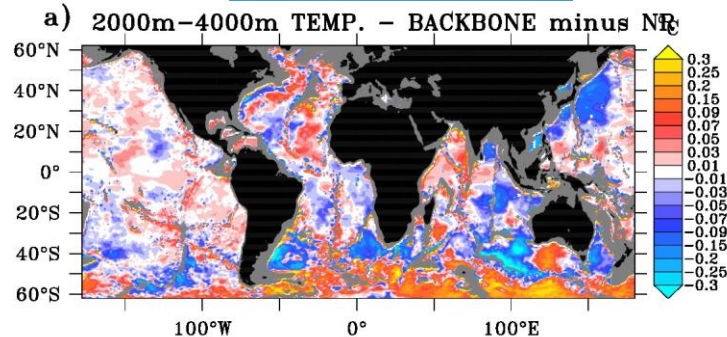 a) 2000m-4000m TEMP. - BACKBONE minus NR
°C
60°N
40°N
20°N
0°
20°S
40°S
60°S
100°W
0°
100°E
0.3
0.25
0.2
0.15
0.09
0.07
0.05
0.03
0.01
-0.01
-0.03
-0.05
-0.07
-0.09
-0.15
-0.2
-0.25
-0.3